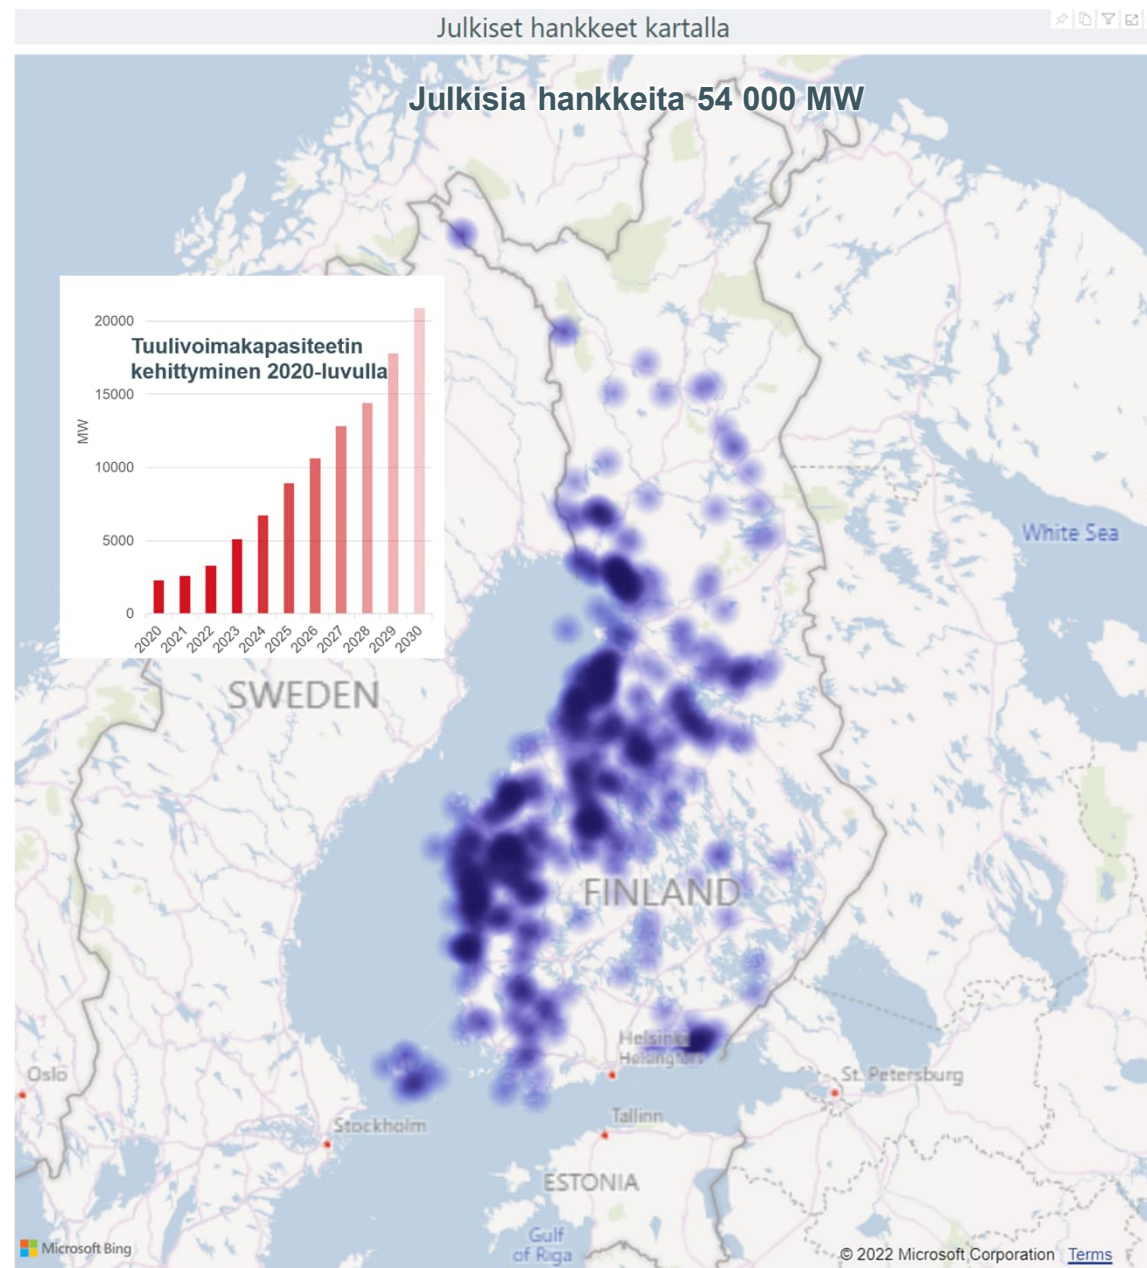 Julkiset hankkeet kartalla
Julkisia hankkeita 54 000 MW
Tuulivoimakapasiteetin
kehittyminen 2020-luvulla
MW
20000
15000
10000
5000
0
2020
2021
2022
2023
2024
2025
2026
2027
2028
2029
2030
White Sea
SWEDEN
FINLAND
Helsinki
Helsingfors
Oslo
St. Petersburg
Stockholm
Tallinn
ESTONIA
Gulf
of Riga
Microsoft Bing
© 2022 Microsoft Corporation Terms